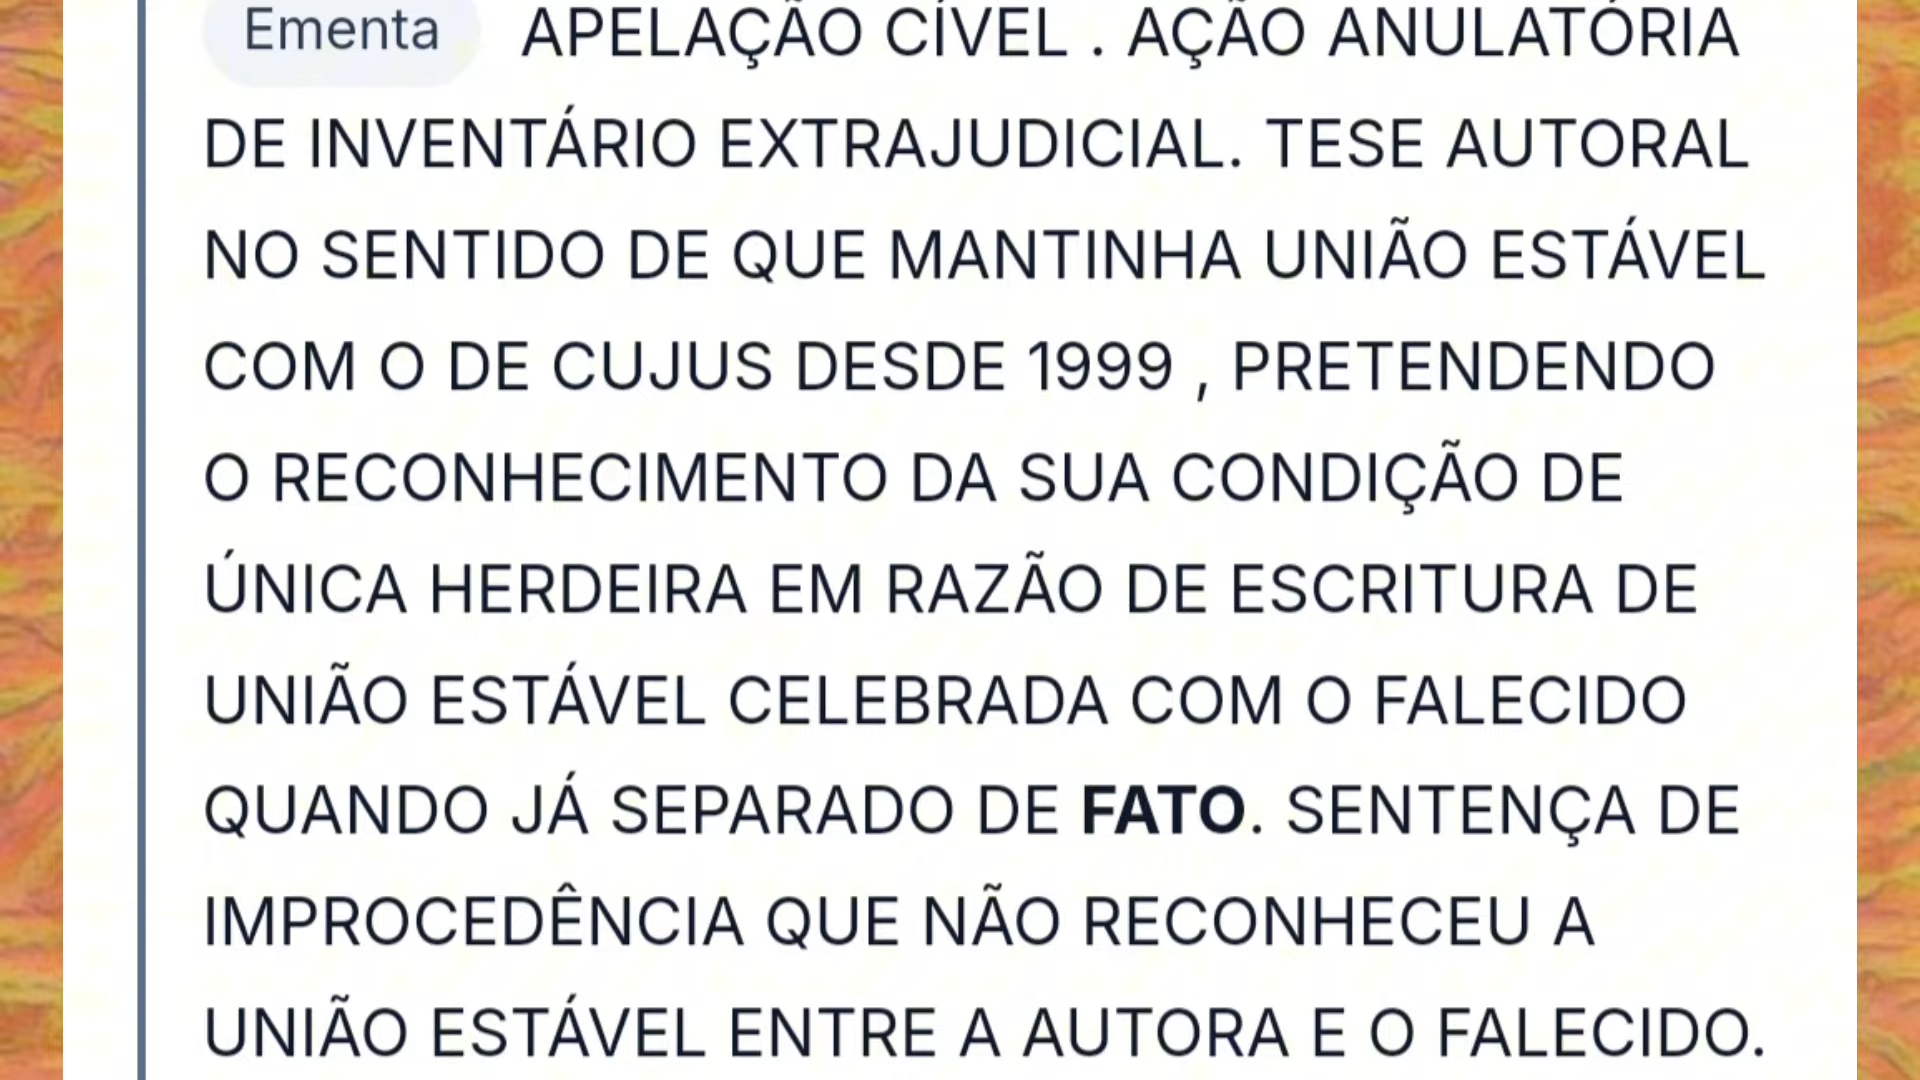 Ementa APELAÇÃO CÍVEL . AÇÃO ANULATÓRIA
DE INVENTÁRIO EXTRAJUDICIAL. TESE AUTORAL
NO SENTIDO DE QUE MANTINHA UNIÃO ESTÁVEL
COM O DE CUJUS DESDE 1999 , PRETENDENDO
O RECONHECIMENTO DA SUA CONDIÇÃO DE
ÚNICA HERDEIRA EM RAZÃO DE ESCRITURA DE
UNIÃO ESTÁVEL CELEBRADA COM O FALECIDO
QUANDO JÁ SEPARADO DE FATO. SENTENÇA DE
IMPROCEDÊNCIA QUE NÃO RECONHECEU A
UNIÃO ESTÁVEL ENTRE A AUTORA E O FALECIDO.